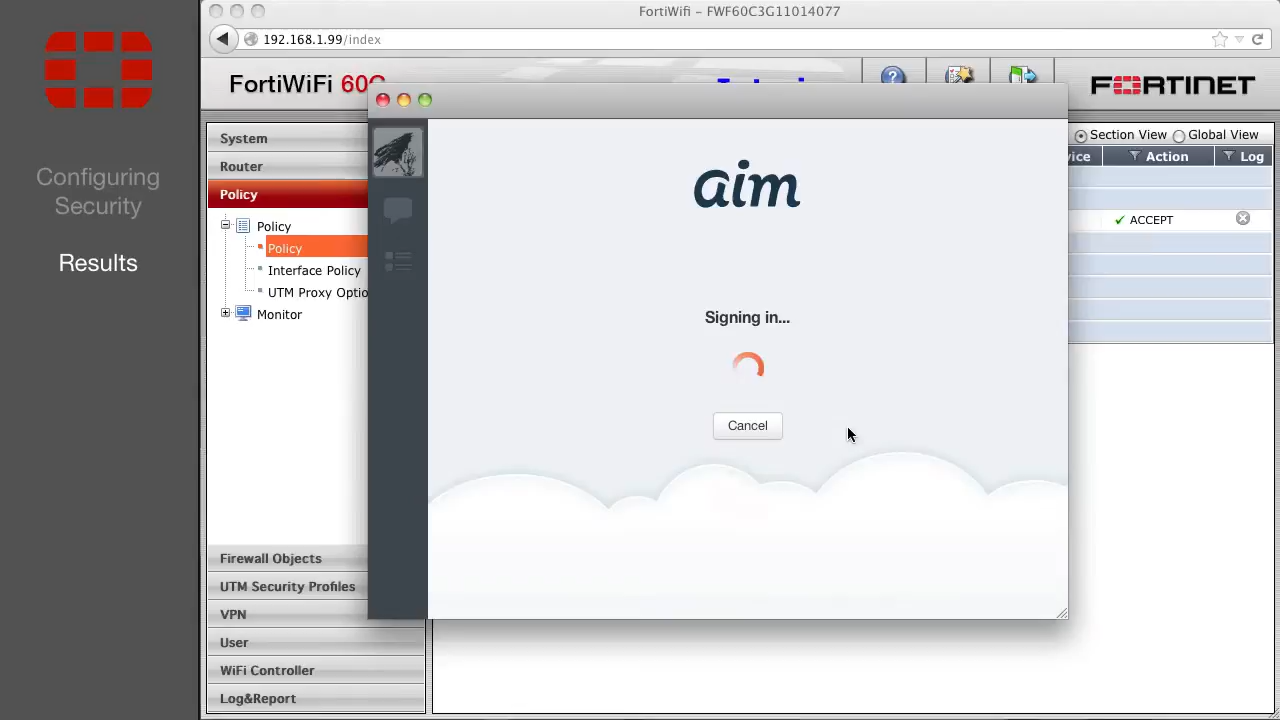 FortiWifi – FWF60C3G11014077
192.168.1.99/index
FortiWiFi
FORTINET
Configuring
Security
Results
System
Router
Policy
Policy
Policy
Interface Policy
UTM Proxy Optio
Monitor
Firewall Objects
UTM Security Profiles
VPN
User
WiFi Controller
Log&Report
Section View
Global View
vice
Action
Log
ACCEPT
aim
Signing in...
Cancel